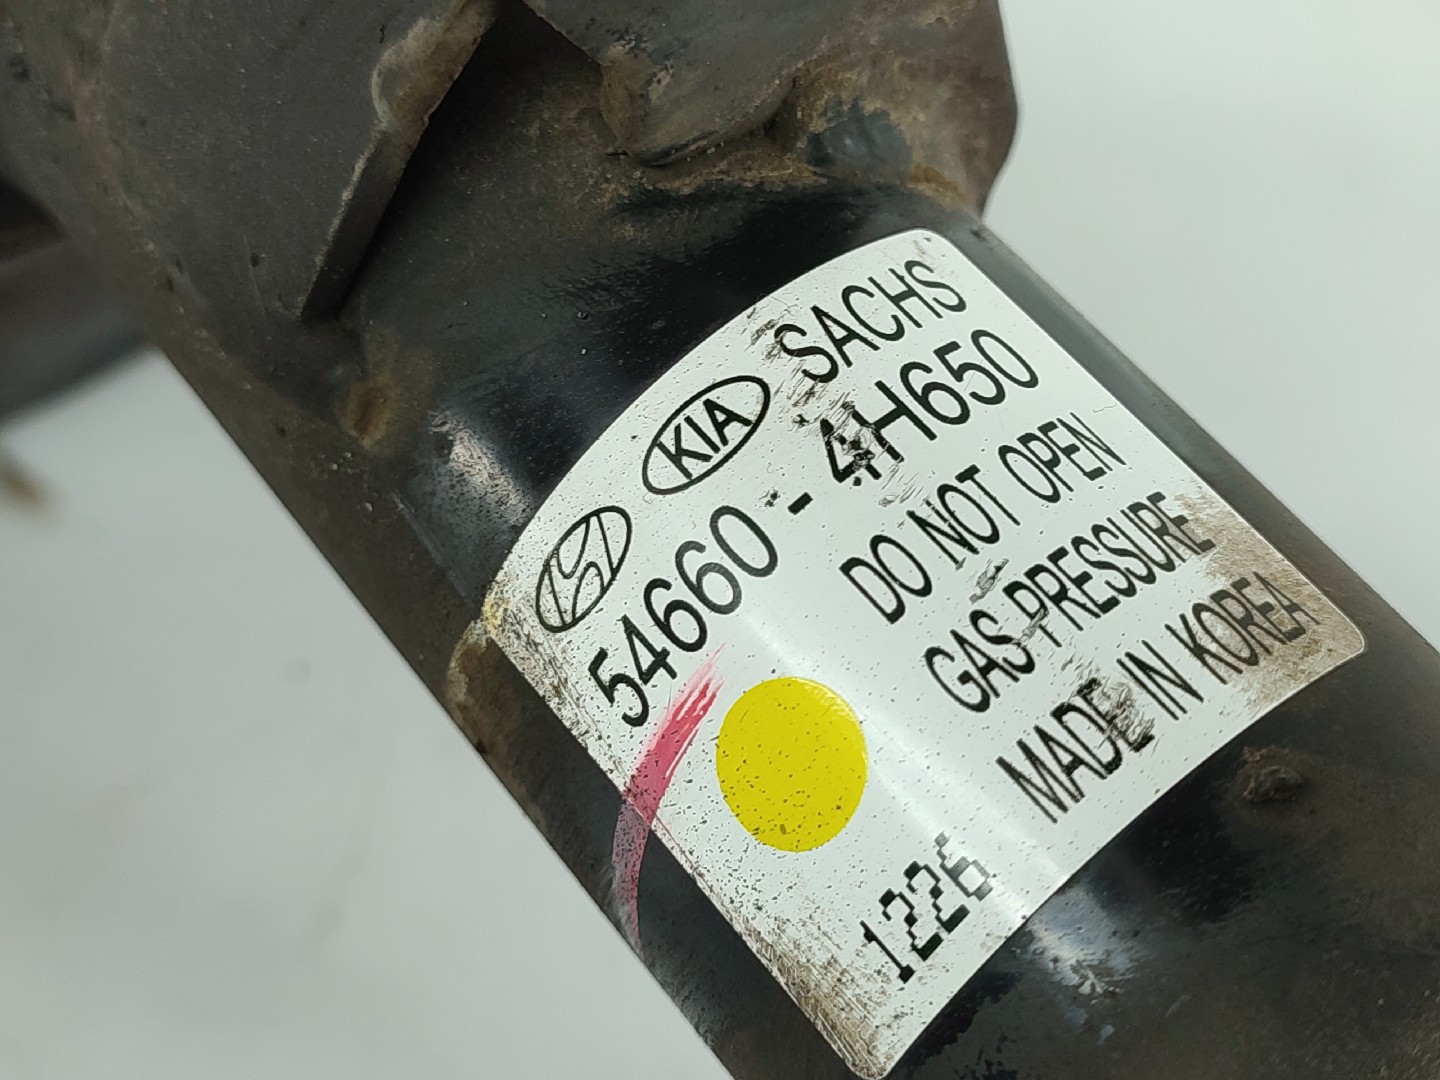 KIA SACHS
54660-4H650
DO NOT OPEN
GAS PRESSURE
MADE IN KOREA
1226